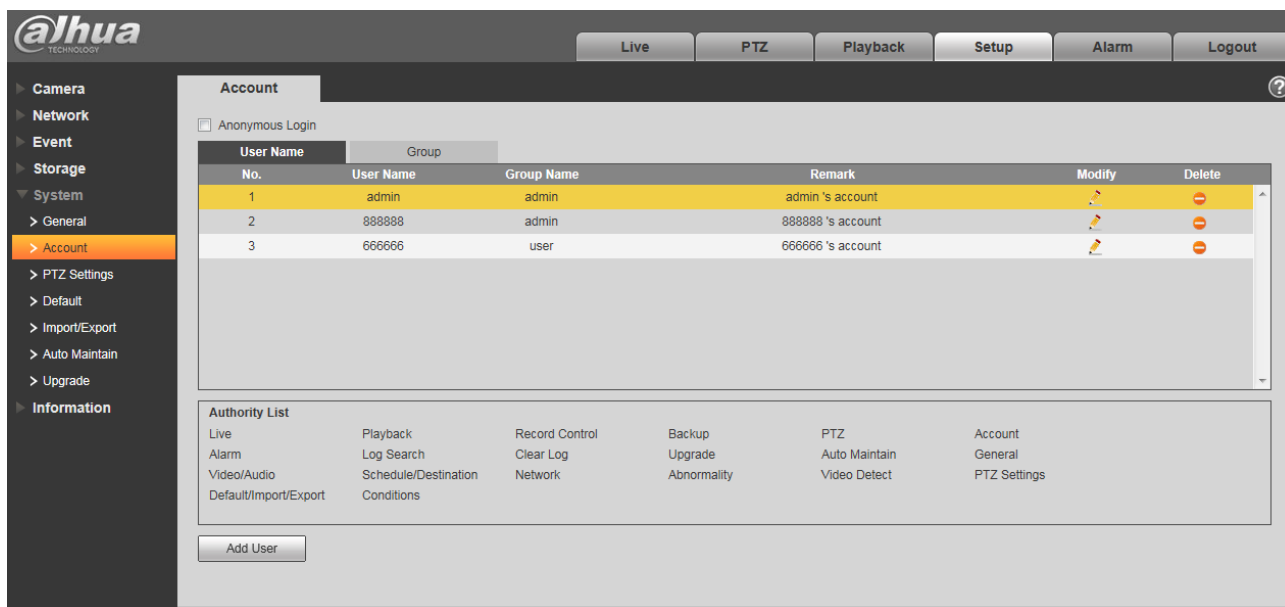 alhua
TECHNOLOGY
Live PTZ Playback Setup Alarm Logout
Camera
Network
Event
Storage
System
> General
> Account
> PTZ Settings
> Default
> Import/Export
> Auto Maintain
> Upgrade
Information
Account
?
Anonymous Login
User Name Group
No. User Name Group Name Remark Modify Delete
1 admin admin admin 's account
2 888888 admin 888888 's account
3 666666 user 666666 's account
Authority List
Live Playback Record Control Backup PTZ Account
Alarm Log Search Clear Log Upgrade Auto Maintain General
Video/Audio Schedule/Destination Network Abnormality Video Detect PTZ Settings
Default/Import/Export Conditions
Add User